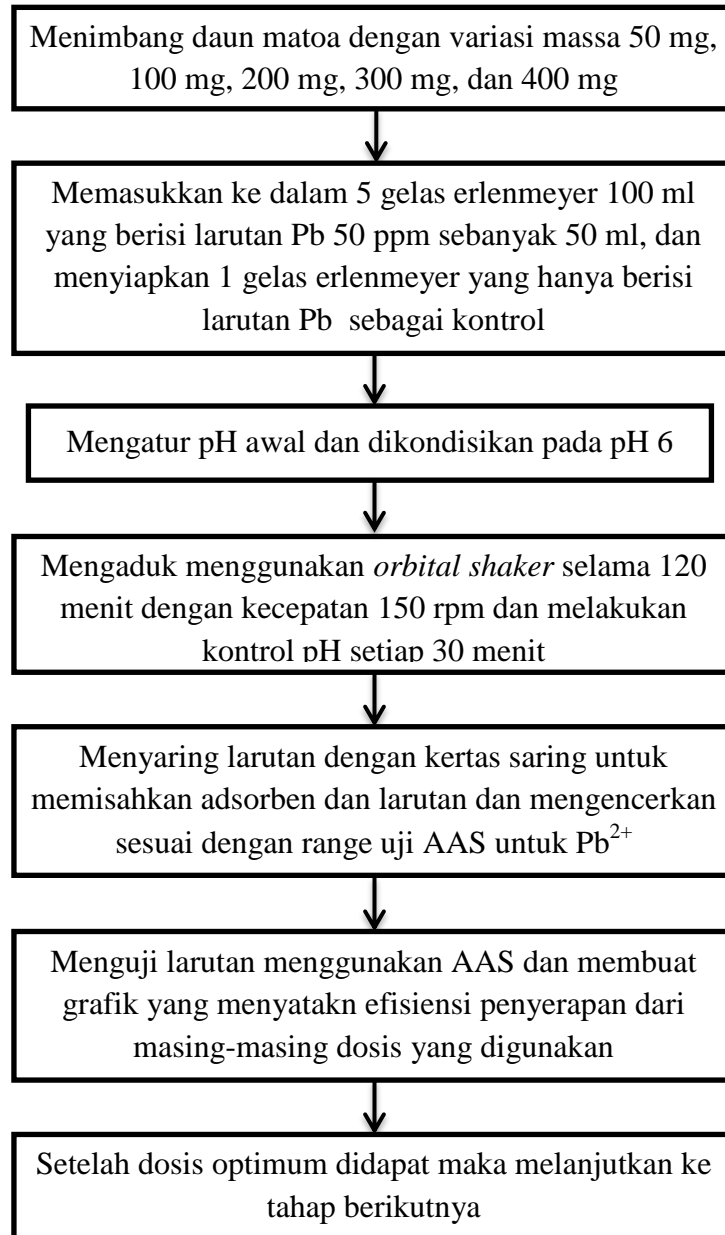 Menimbang daun matoa dengan variasi massa 50 mg,
100 mg, 200 mg, 300 mg, dan 400 mg
Memasukkan ke dalam 5 gelas erlenmeyer 100 ml
yang berisi larutan Pb 50 ppm sebanyak 50 ml, dan
menyiapkan 1 gelas erlenmeyer yang hanya berisi
larutan Pb sebagai kontrol
Mengatur pH awal dan dikondisikan pada pH 6
Mengaduk menggunakan orbital shaker selama 120
menit dengan kecepatan 150 rpm dan melakukan
kontrol pH setiap 30 menit
Menyaring larutan dengan kertas saring untuk
memisahkan adsorben dan larutan dan mengencerkan
sesuai dengan range uji AAS untuk Pb²⁺
Menguji larutan menggunakan AAS dan membuat
grafik yang menyatakn efisiensi penyerapan dari
masing-masing dosis yang digunakan
Setelah dosis optimum didapat maka melanjutkan ke
tahap berikutnya